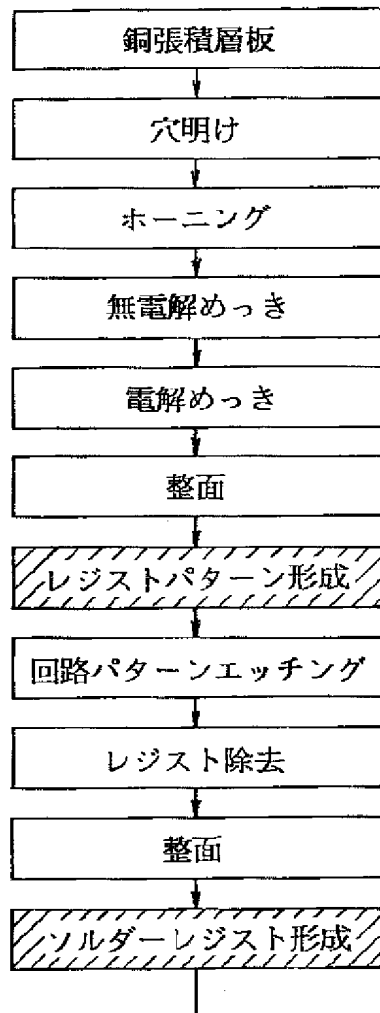 銅張積層板
穴明け
ホーニング
無電解めっき
電解めっき
整面
レジストパターン形成
回路パターンエッチング
レジスト除去
整面
ソルダーレジスト形成